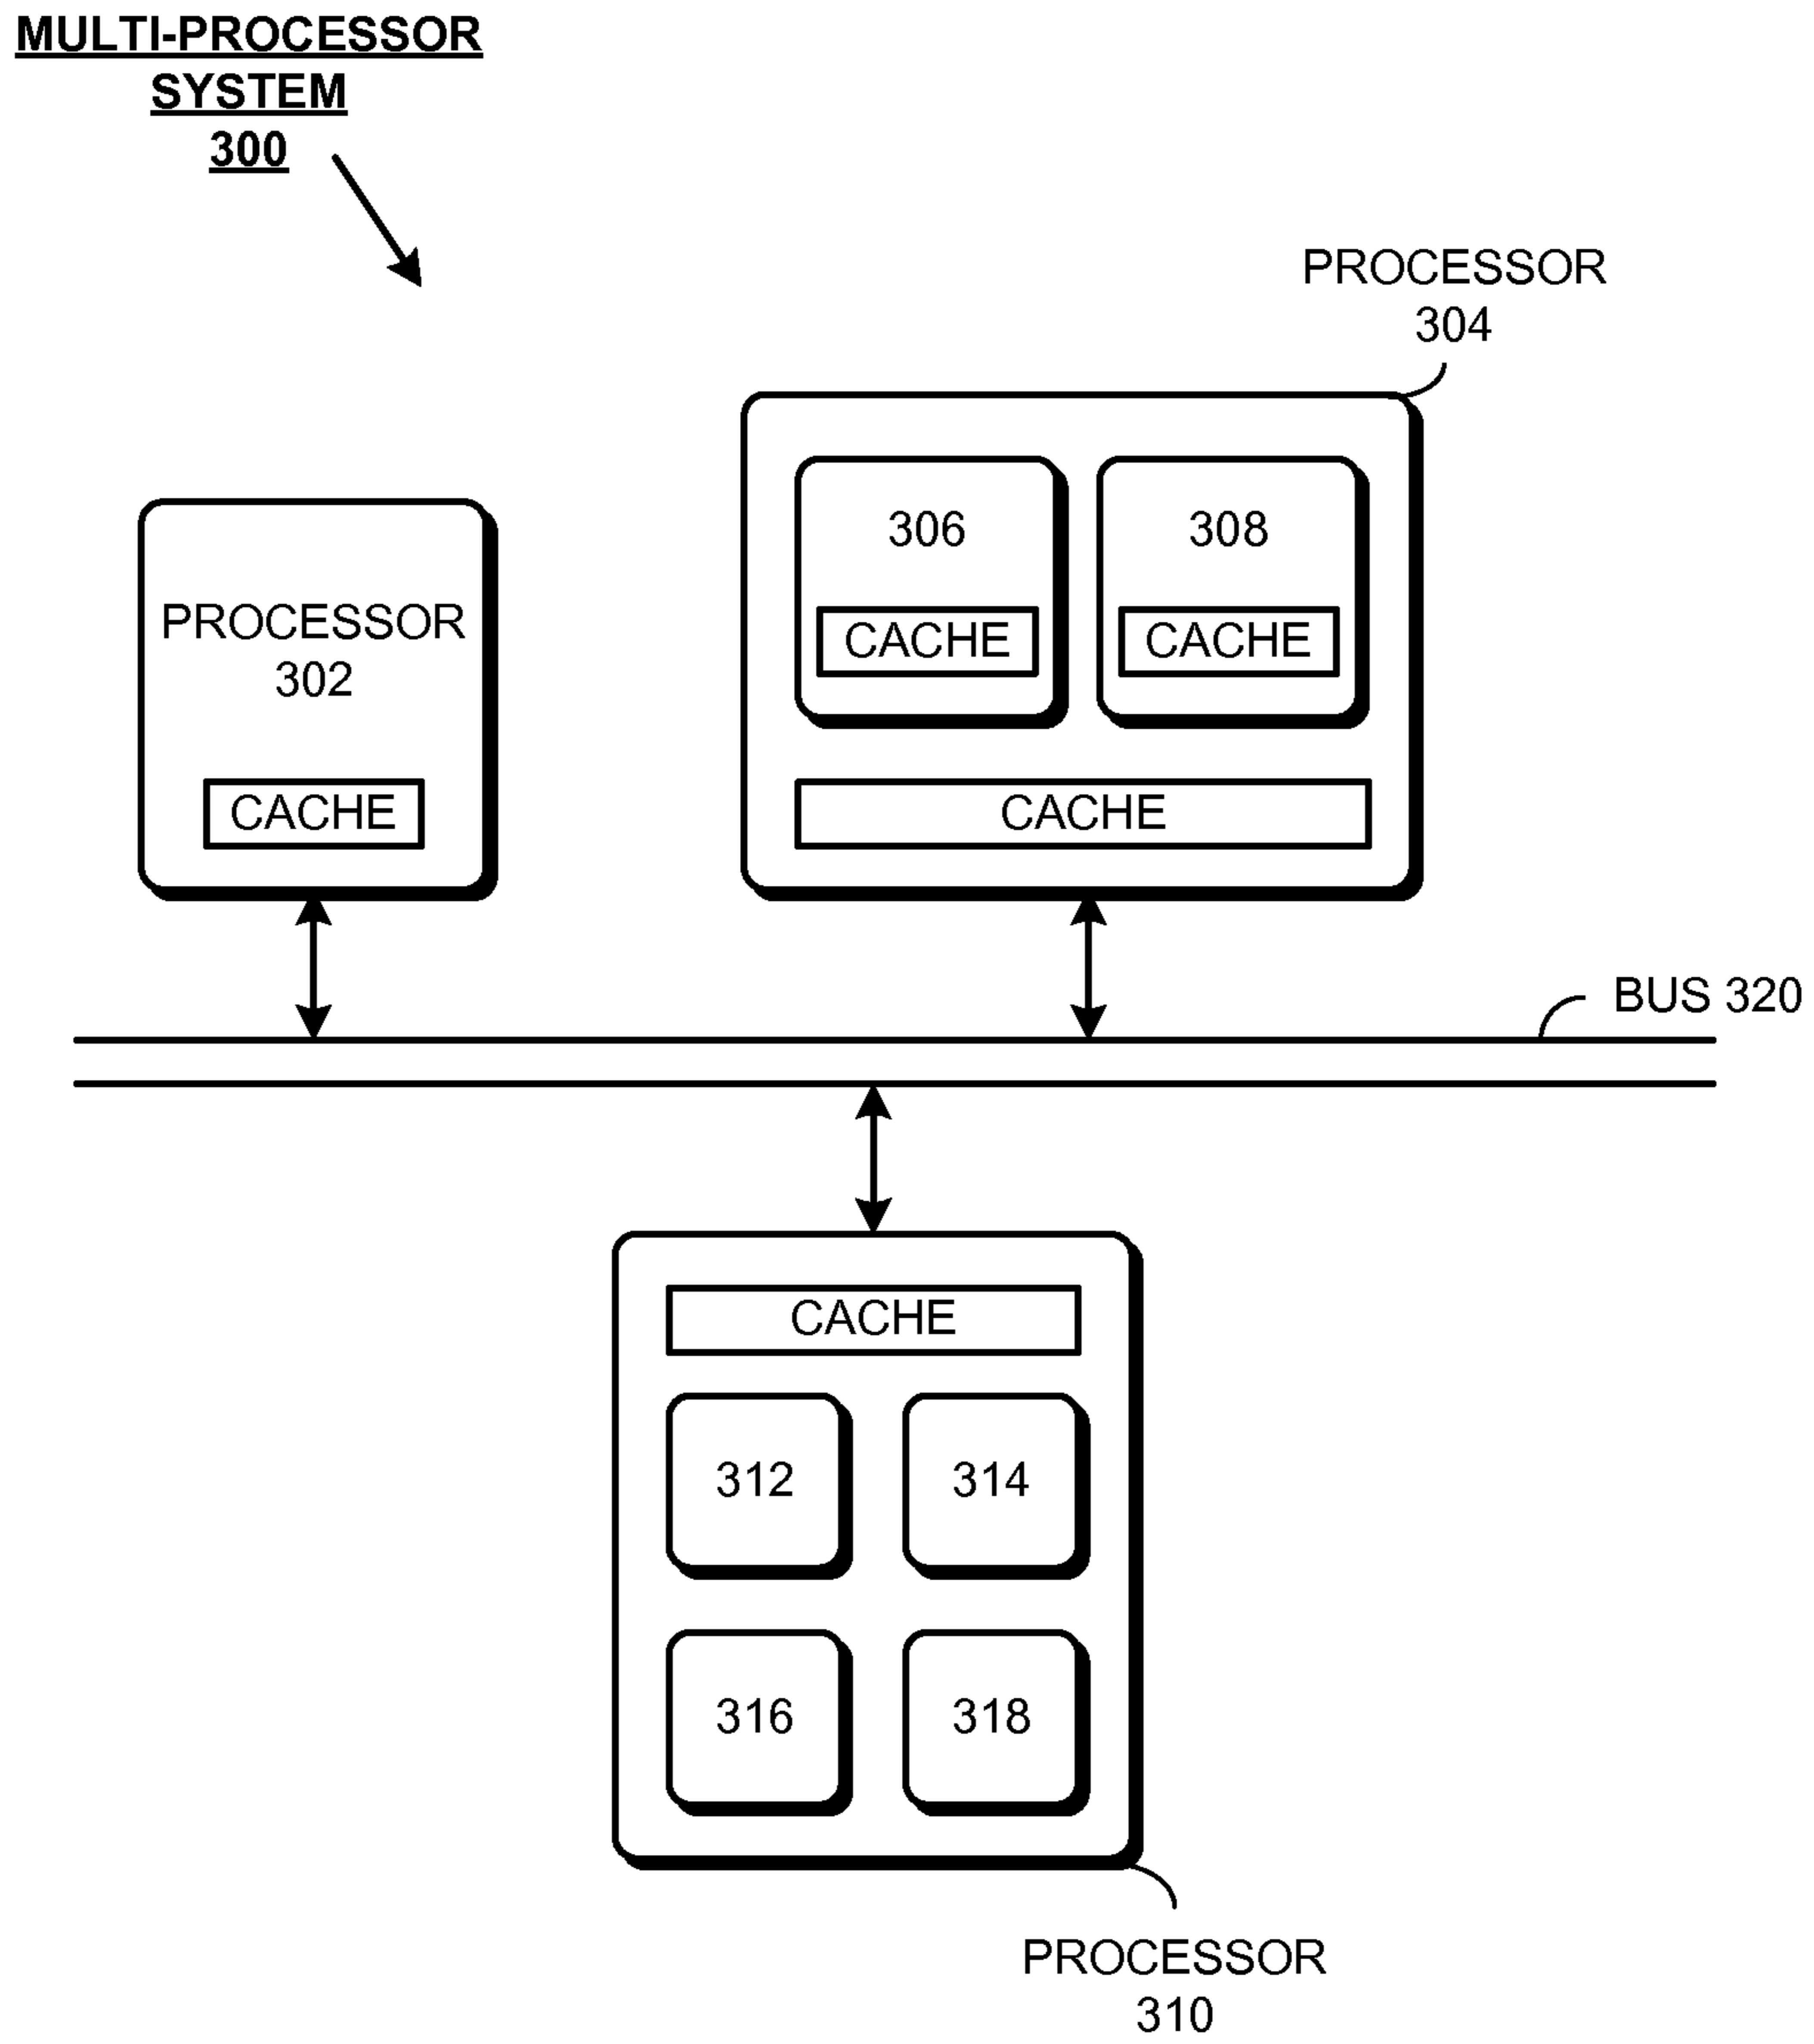 MULTI-PROCESSOR
SYSTEM
300
PROCESSOR
304
306
308
CACHE
CACHE
CACHE
PROCESSOR
302
CACHE
BUS 320
CACHE
312
314
316
318
PROCESSOR
310